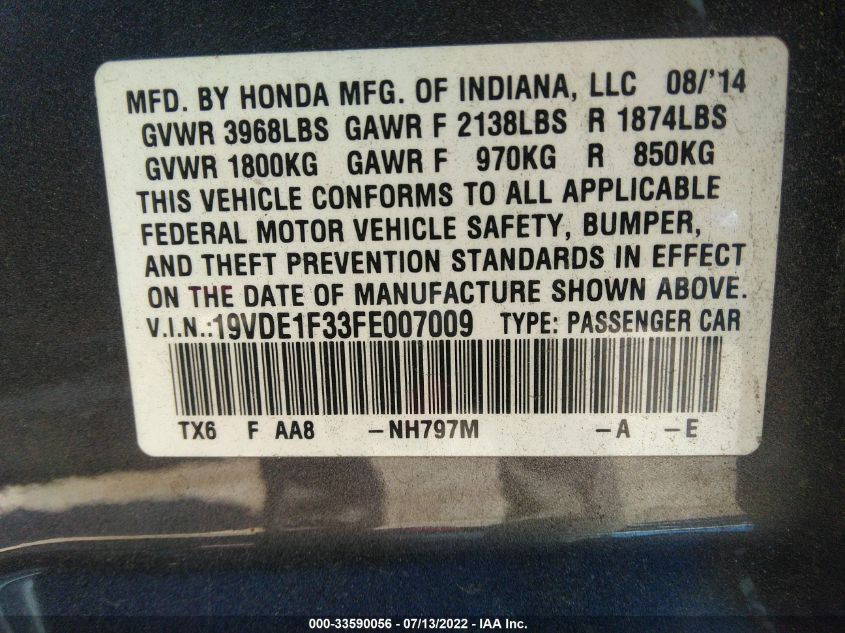 MFD. BY HONDA MFG. OF INDIANA, LLC 08/'14
GVWR 3968LBS GAWR F 2138LBS R 1874LBS
GVWR 1800KG GAWR F 970KG R 850KG
THIS VEHICLE CONFORMS TO ALL APPLICABLE
FEDERAL MOTOR VEHICLE SAFETY, BUMPER,
AND THEFT PREVENTION STANDARDS IN EFFECT
ON THE DATE OF MANUFACTURE SHOWN ABOVE.
V.I.N.:19VDE1F33FE007009 TYPE: PASSENGER CAR
TX6 F AA8 -NH797M -A -E
000-33590056 / 07/13/2022 - IAA Inc.